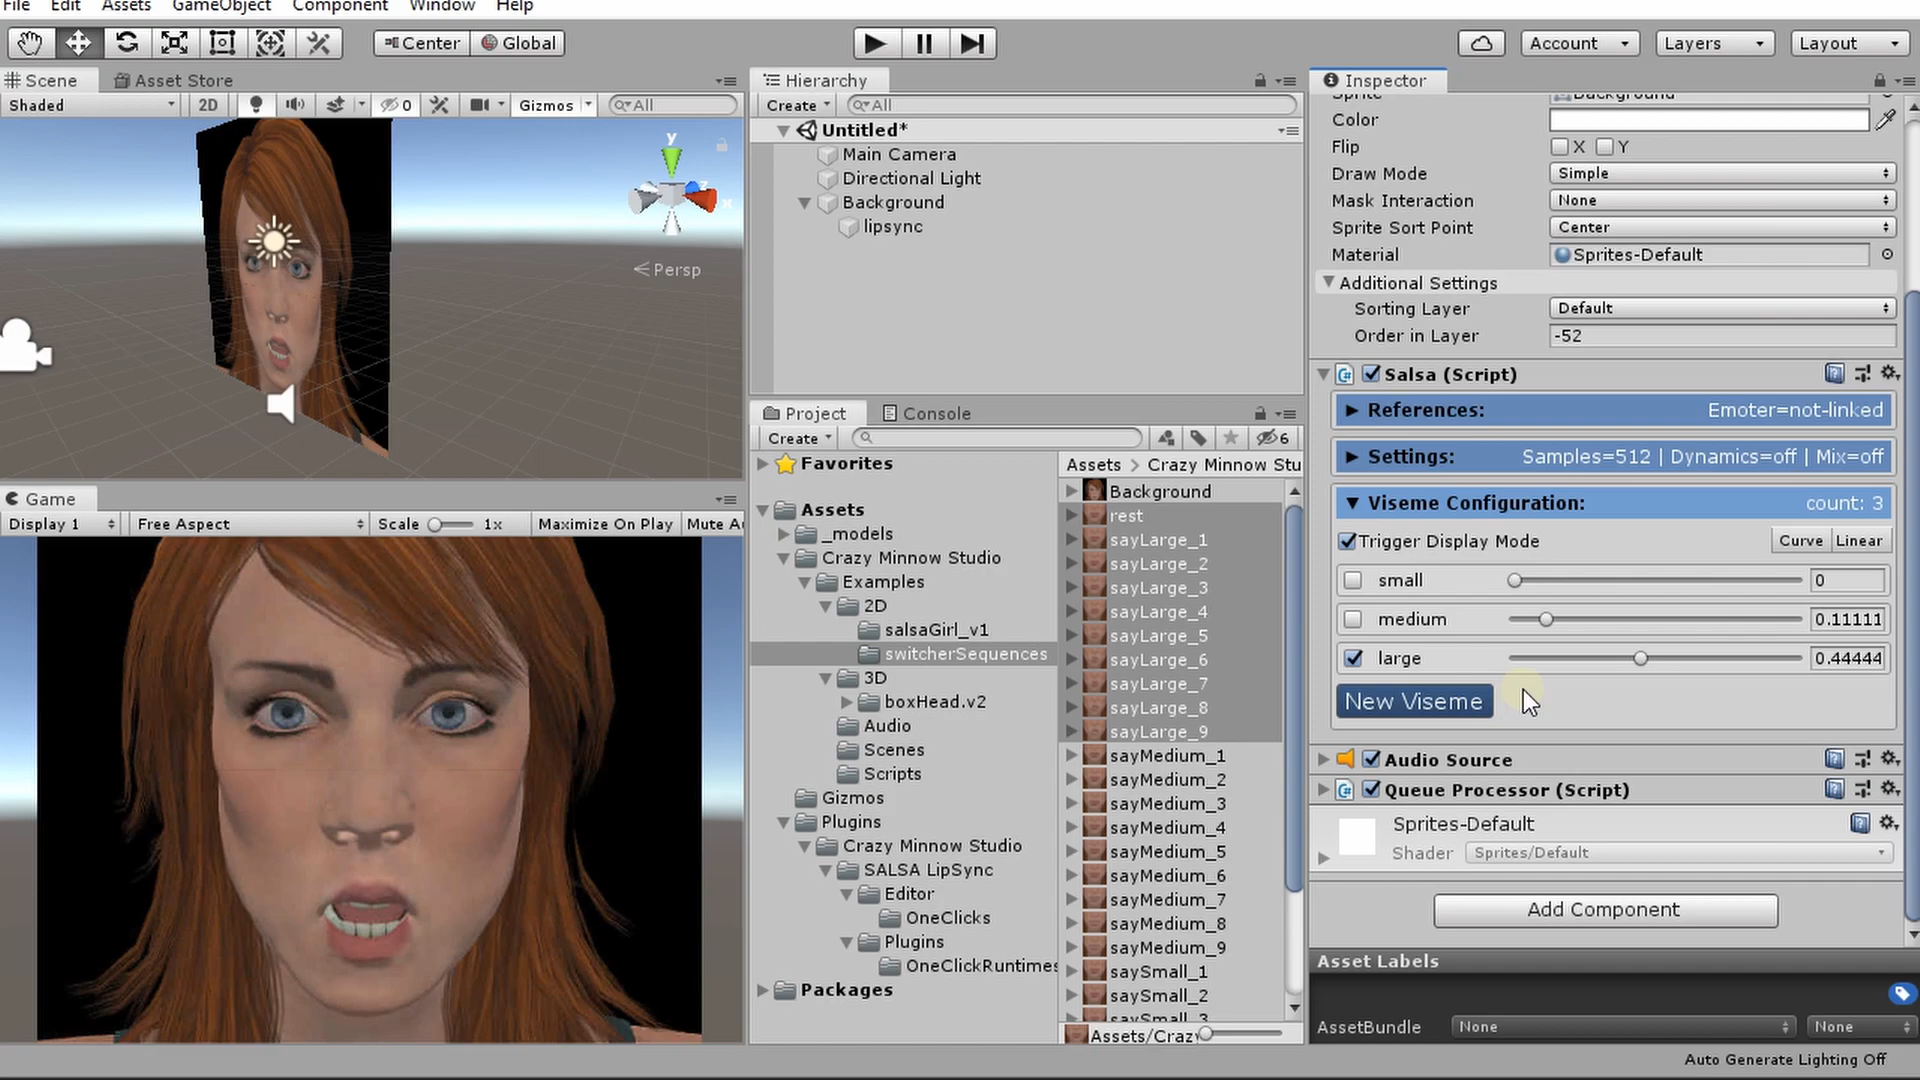 File Edit Assets GameObject Component Window Help
Center Global
Account Layers Layout
Scene Asset Store
Shaded 2D 0 Gizmos All
y
x
z
Persp
Game
Display 1 Free Aspect Scale 1x Maximize On Play Mute Au
Hierarchy
Create All
Untitled*
Main Camera
Directional Light
Background
lipsync
Project Console
Create 6
Favorites
Assets
_models
Crazy Minnow Studio
Examples
2D
salsaGirl_v1
switcherSequences
3D
boxHead.v2
Audio
Scenes
Scripts
Gizmos
Plugins
Crazy Minnow Studio
SALSA LipSync
Editor
OneClicks
Plugins
OneClickRuntimes
Packages
Assets > Crazy Minnow Stu
Background
rest
sayLarge_1
sayLarge_2
sayLarge_3
sayLarge_4
sayLarge_5
sayLarge_6
sayLarge_7
sayLarge_8
sayLarge_9
sayMedium_1
sayMedium_2
sayMedium_3
sayMedium_4
sayMedium_5
sayMedium_6
sayMedium_7
sayMedium_8
sayMedium_9
saySmall_1
saySmall_2
saySmall_3
Assets/Crazy
Inspector
Sprite Background
Color
Flip X Y
Draw Mode Simple
Mask Interaction None
Sprite Sort Point Center
Material Sprites-Default
Additional Settings
Sorting Layer Default
Order in Layer -52
Salsa (Script)
References: Emoter=not-linked
Settings: Samples=512 | Dynamics=off | Mix=off
Viseme Configuration: count: 3
Trigger Display Mode Curve Linear
small 0
medium 0.11111
large 0.44444
New Viseme
Audio Source
Queue Processor (Script)
Sprites-Default
Shader Sprites/Default
Add Component
Asset Labels
AssetBundle None None
Auto Generate Lighting Off